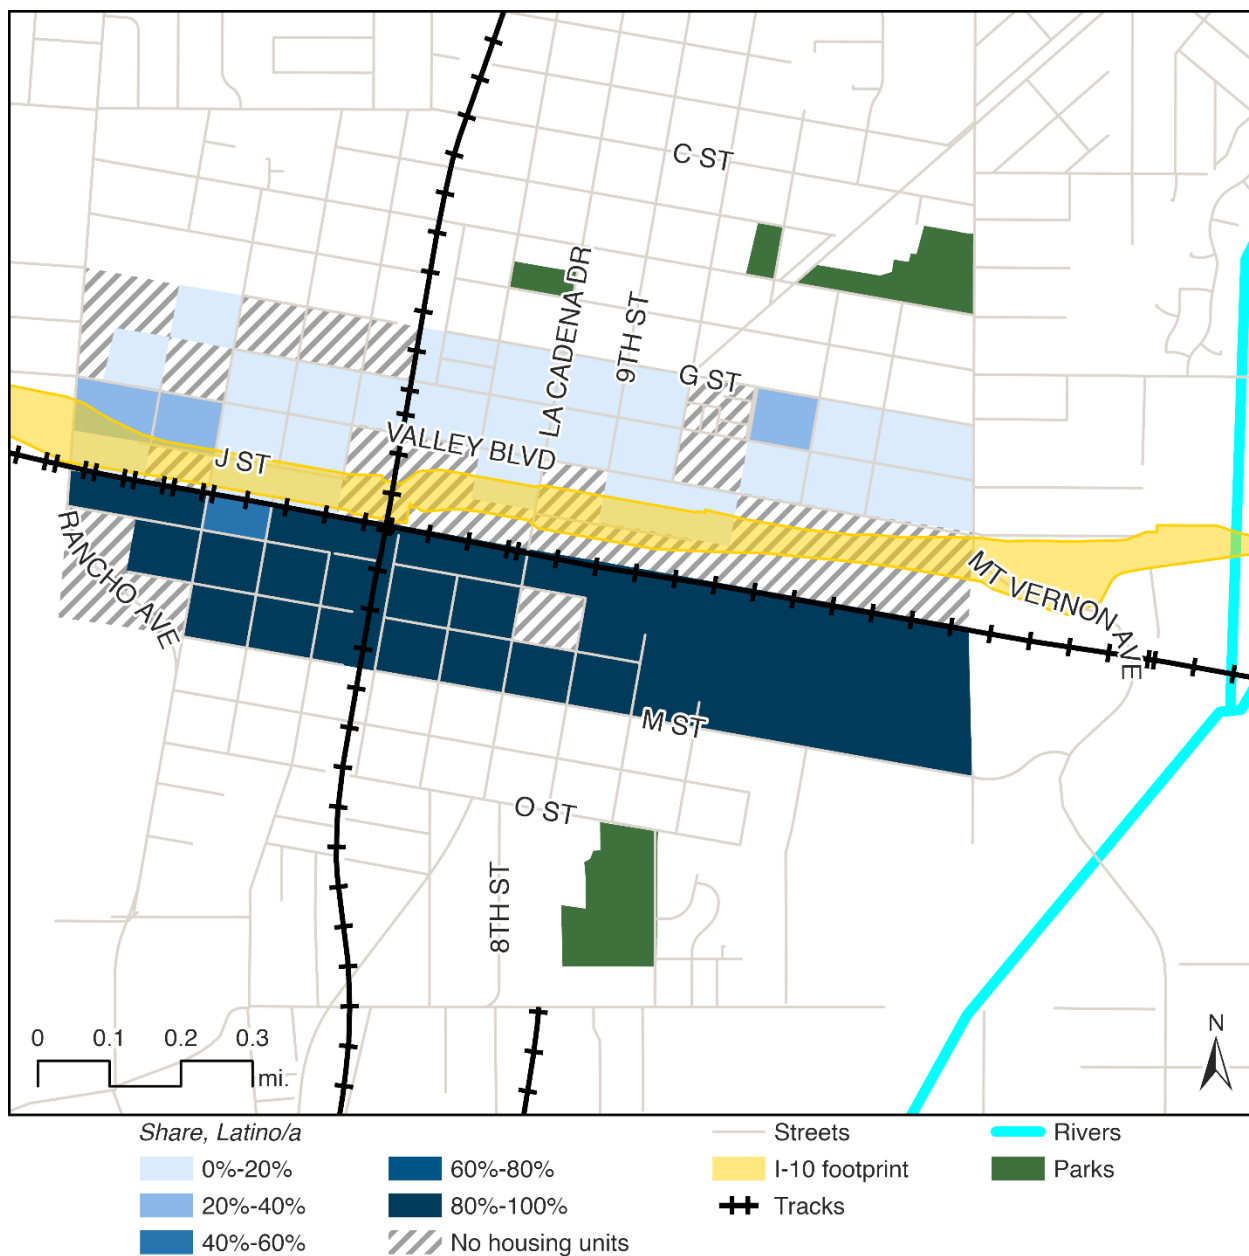 C ST
LA CADENA DR
9TH ST
G ST
VALLEY BLVD
J ST
RANCHO AVE
MT VERNON AVE
M ST
O ST
8TH ST
0 0.1 0.2 0.3
mi.
N
Share, Latino/a
0%-20%
20%-40%
40%-60%
60%-80%
80%-100%
No housing units
Streets
I-10 footprint
Tracks
Rivers
Parks